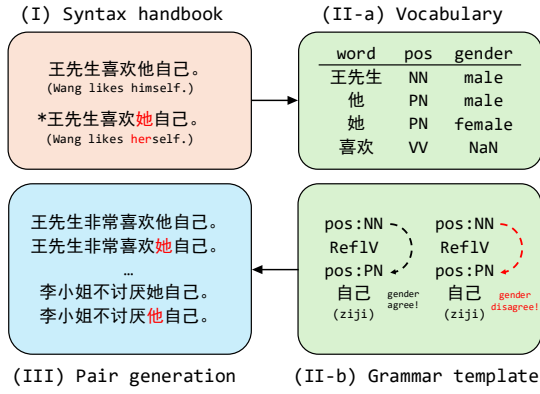 (I) Syntax handbook
王先生喜欢他自己。
(Wang likes himself.)
*王先生喜欢她自己。
(Wang likes herself.)
(II-a) Vocabulary
word pos gender
王先生 NN male
他 PN male
她 PN female
喜欢 VV NaN
王先生非常喜欢他自己。
王先生非常喜欢她自己。
…
李小姐不讨厌她自己。
李小姐不讨厌他自己。
(III) Pair generation
pos:NN pos:NN
ReflV ReflV
pos:PN pos:PN
自己 gender agree! 自己 gender disagree!
(ziji) (ziji)
(II-b) Grammar template